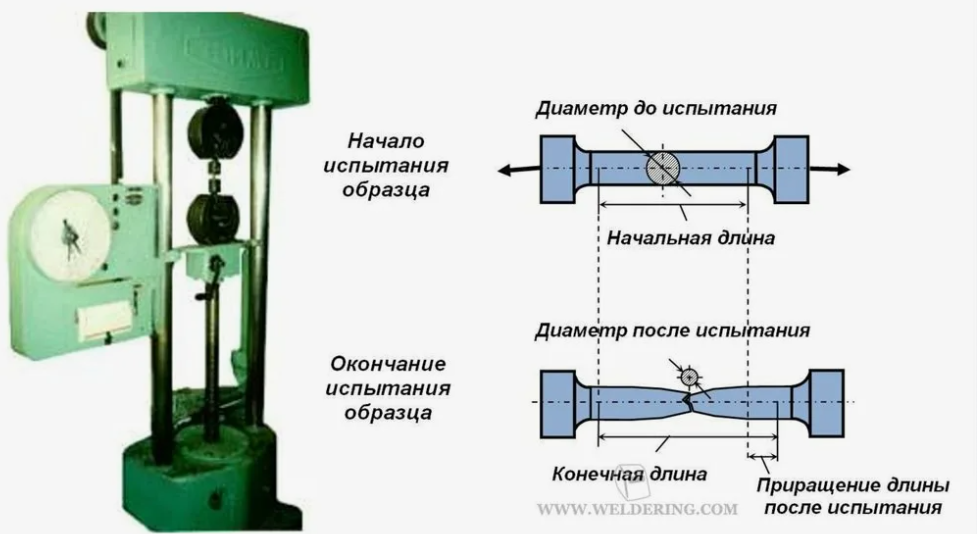 Начало
испытания
образца
Диаметр до испытания
Начальная длина
Окончание
испытания
образца
Диаметр после испытания
Конечная длина
Приращение длины
после испытания
WWW.WELDERING.COM